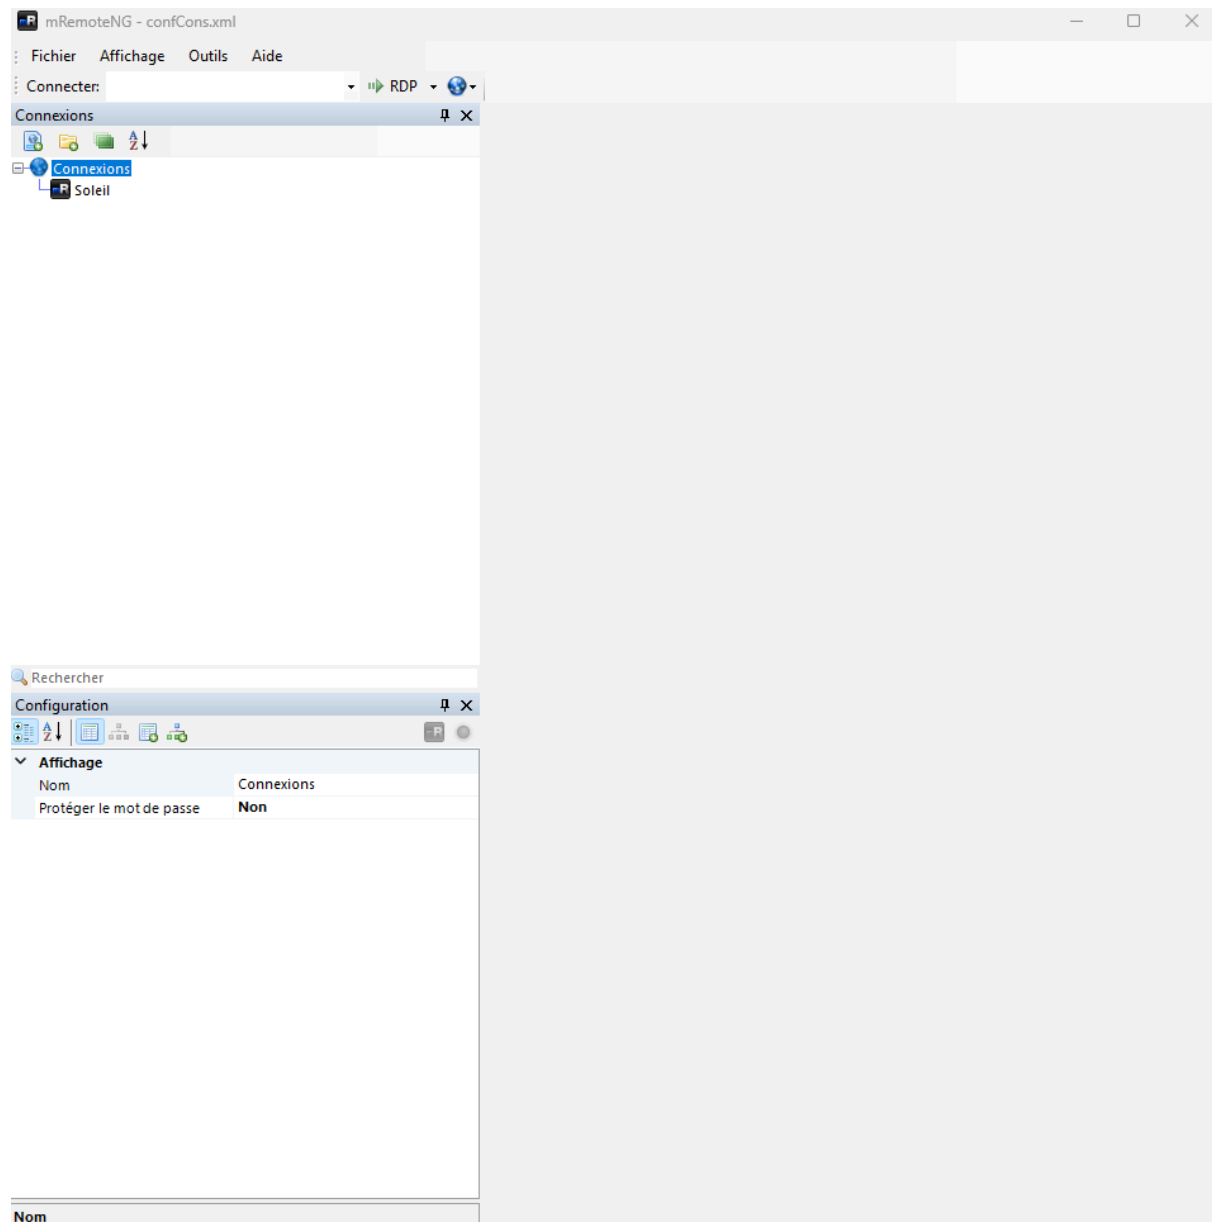 mRemoteNG - confCons.xml
Fichier Affichage Outils Aide
Connecter: RDP
Connexions
Connexions
Soleil
Rechercher
Configuration
Affichage
Nom Connexions
Protéger le mot de passe Non
Nom